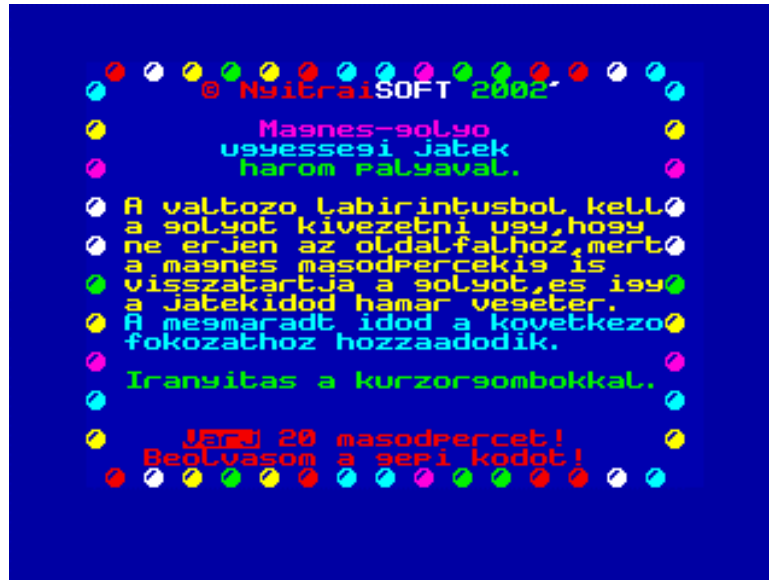 © NyitraiSOFT 2002'
Magnes-golyo
ugyessegi jatek
harom palyaval.
A valtozo labirintusbol kell
a golyot kivezetni ugy,hogy
ne erjen az oldalfalhoz,mert
a magnes masodpercekig is
visszatartja a golyot,es igy
a jatekidod hamar vegeter.
A megmaradt idod a kovetkezo
fokozathoz hozzaadodik.
Iranyitas a kurzorgombokkal.
Varj 20 masodpercet!
Beolvasom a gepi kodot!